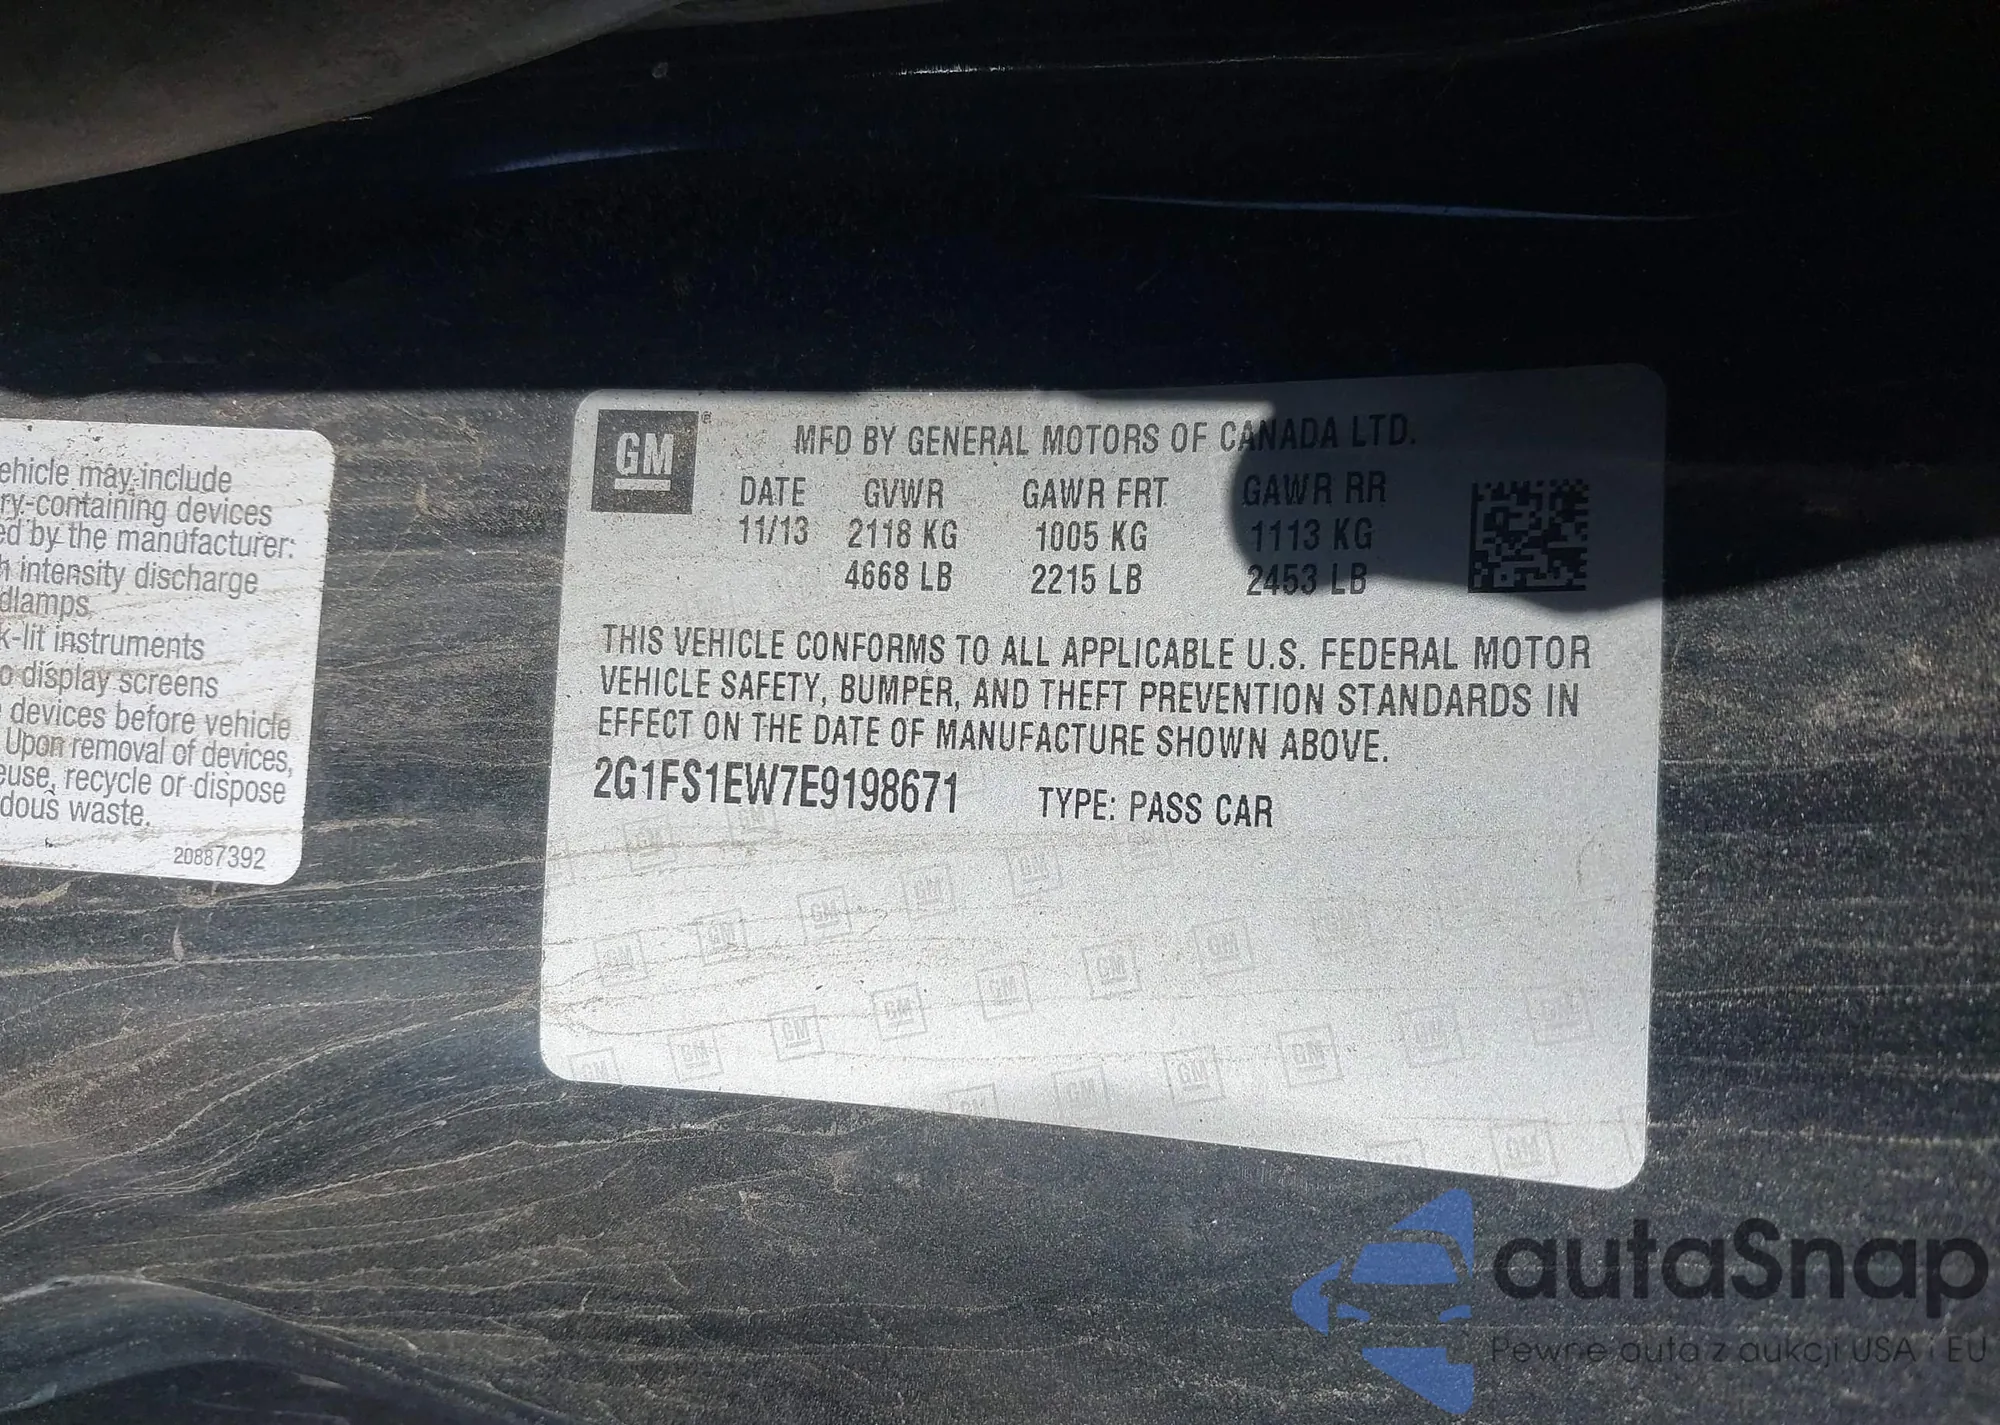 ehicle may include
ry-containing devices
ed by the manufacturer:
h intensity discharge
dlamps
k-lit instruments
o display screens
devices before vehicle
Upon removal of devices,
euse, recycle or dispose
dous waste.
20887392
GM®
MFD BY GENERAL MOTORS OF CANADA LTD.
DATE GVWR GAWR FRT GAWR RR
11/13 2118 KG 1005 KG 1113 KG
4668 LB 2215 LB 2453 LB
THIS VEHICLE CONFORMS TO ALL APPLICABLE U.S. FEDERAL MOTOR
VEHICLE SAFETY, BUMPER, AND THEFT PREVENTION STANDARDS IN
EFFECT ON THE DATE OF MANUFACTURE SHOWN ABOVE.
2G1FS1EW7E9198671 TYPE: PASS CAR
autaSnap
Pewne auta z aukcji USA i EU